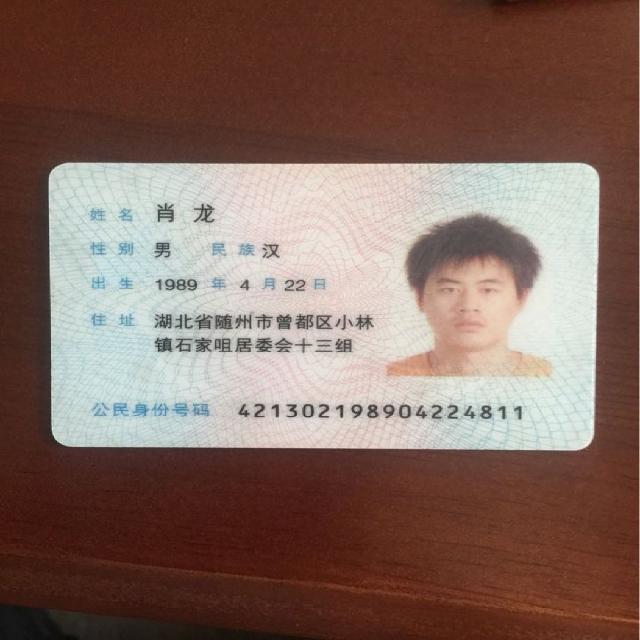 姓名 肖龙
性别 男 民族 汉
出生 1989 年 4 月 22 日
住址 湖北省随州市曾都区小林
镇石家咀居委会十三组
公民身份号码 421302198904224811